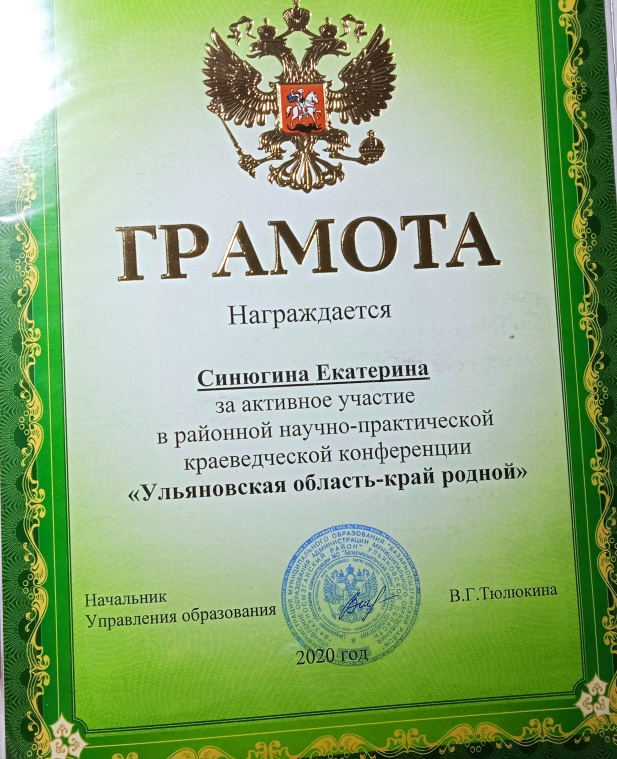 ГРАМОТА
Награждается
Синюгина Екатерина
за активное участие
в районной научно-практической
краеведческой конференции
«Ульяновская область-край родной»
Начальник
Управления образования
В.Г.Тюлюкина
2020 год